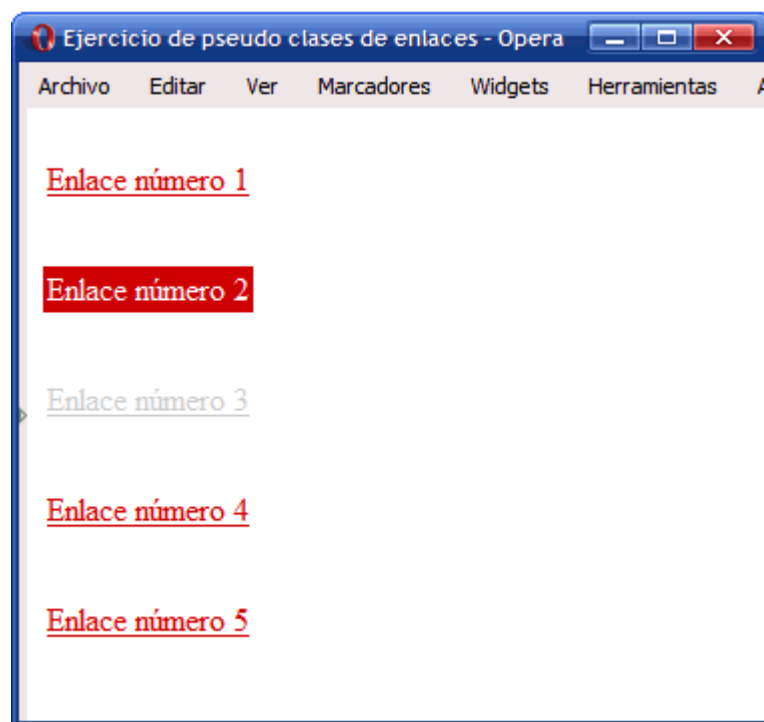 Ejercicio de pseudo clases de enlaces - Opera
Archivo Editar Ver Marcadores Widgets Herramientas A
Enlace número 1
Enlace número 2
Enlace número 3
Enlace número 4
Enlace número 5